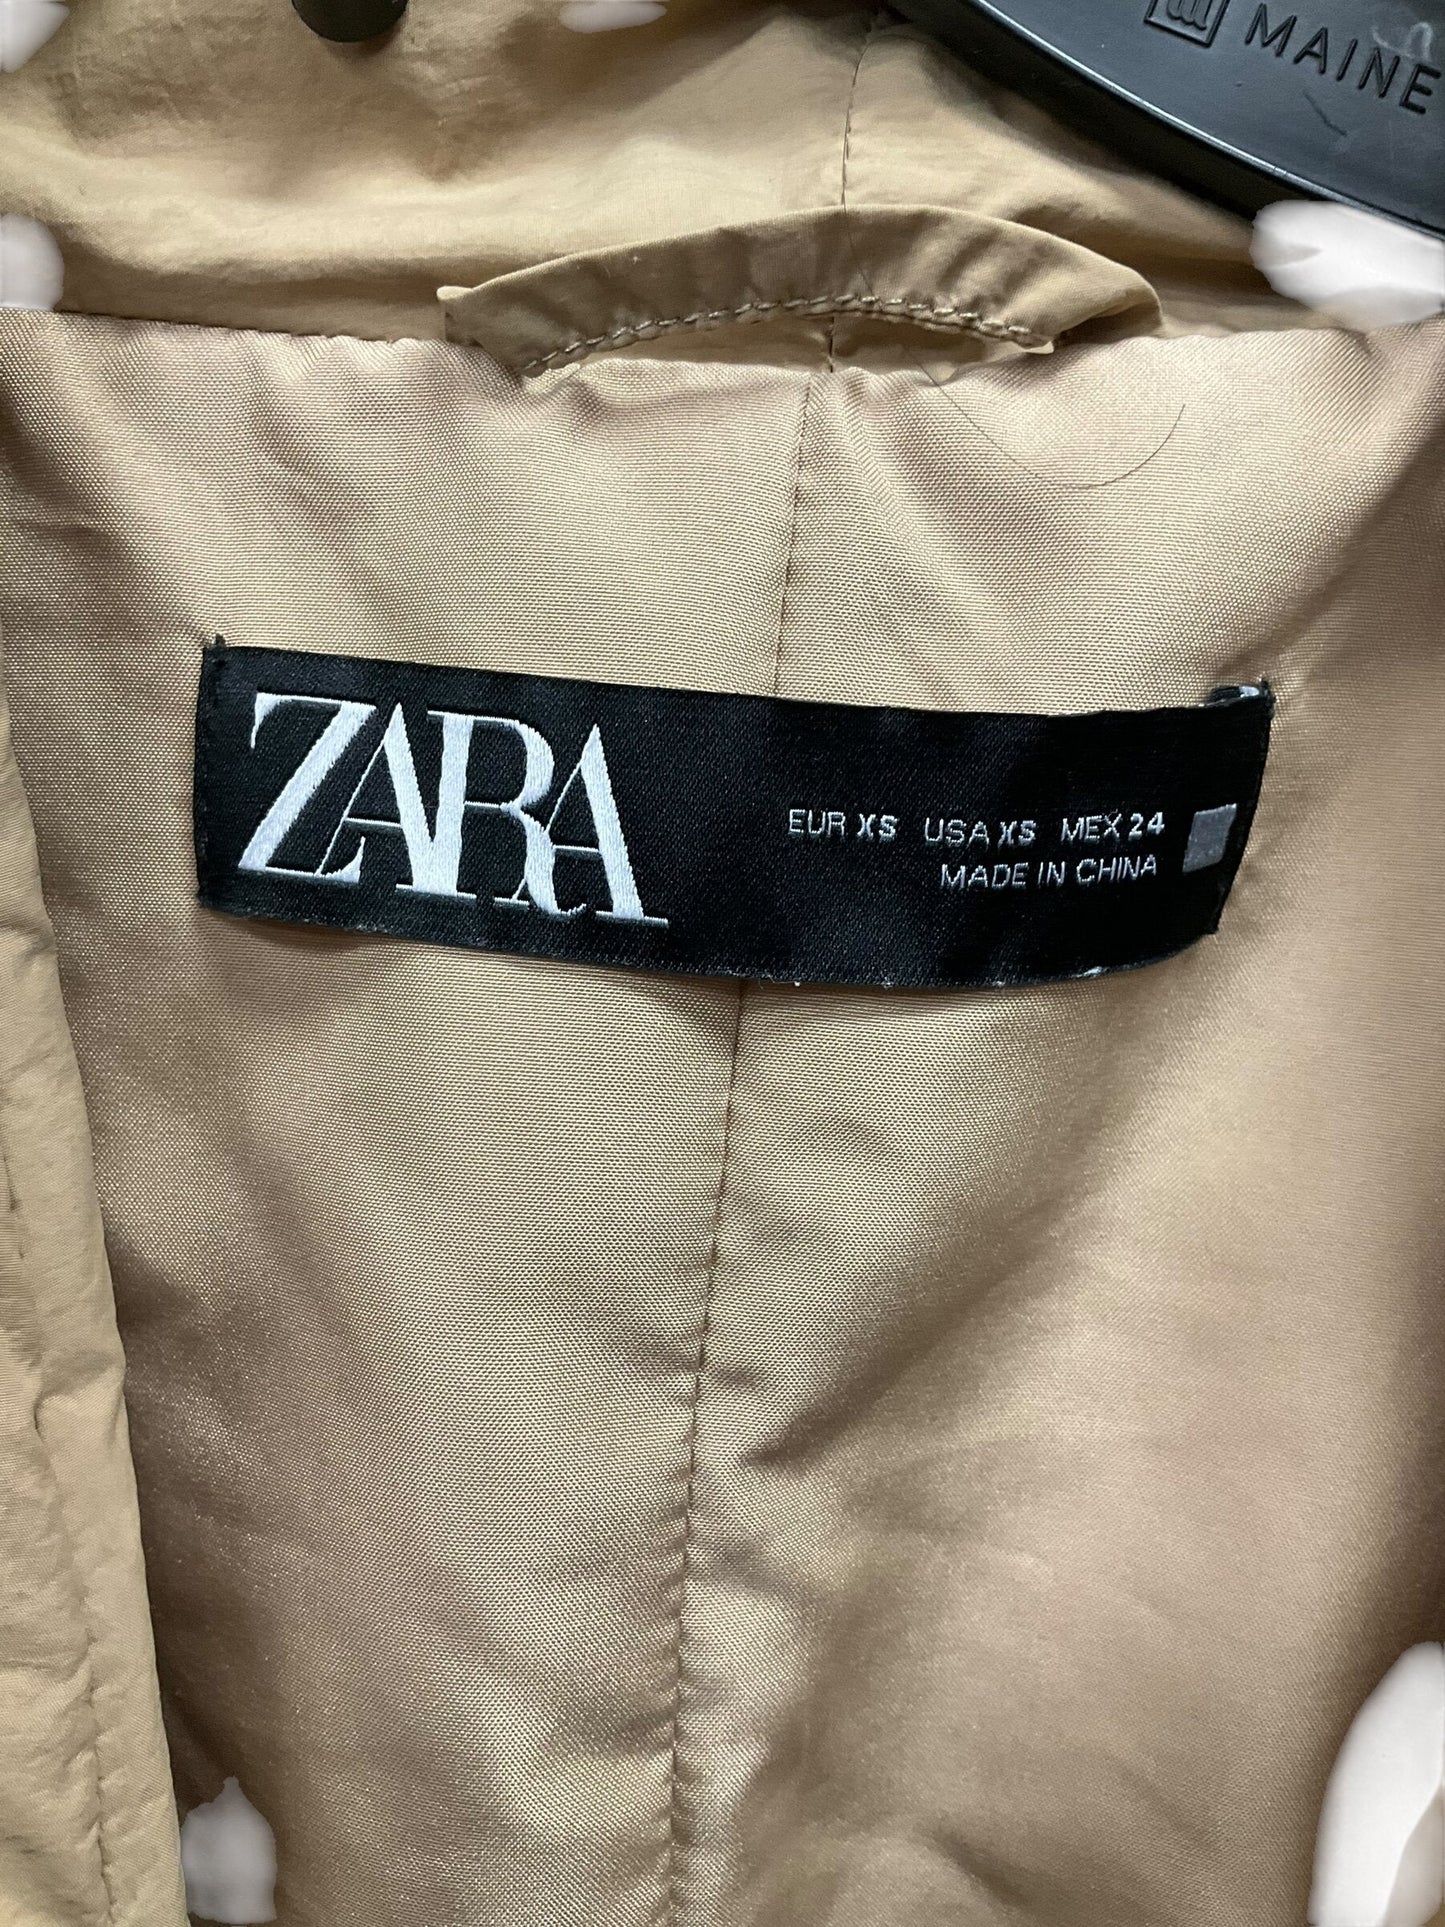 MAINE
ZARA
EUR XS USA XS MEX 24
MADE IN CHINA